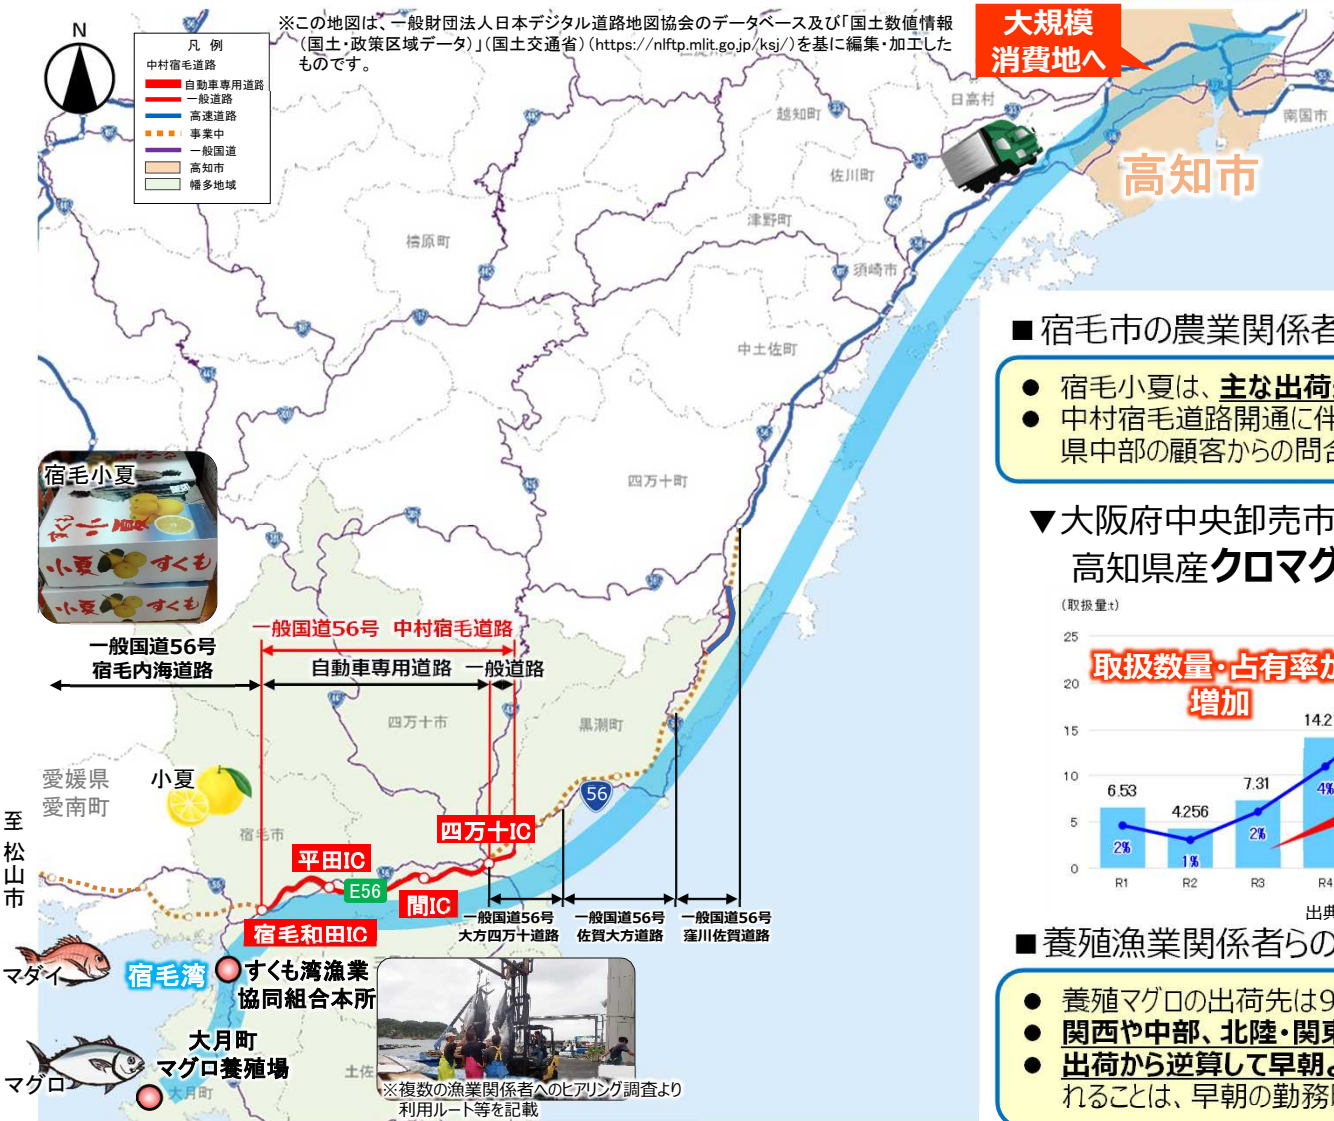 ※この地図は、一般財団法人日本デジタル道路地図協会のデータベース及び「国土数値情報
（国土・政策区域データ）」（国土交通省）（https://nlftp.mlit.go.jp/ksj/）を基に編集・加工した
ものです。
N
凡 例
中村宿毛道路
自動車専用道路
一般道路
高速道路
事業中
一般国道
高知市
幡多地域
大規模
消費地へ
日高村
越知町
南国市
高知市
佐川町
津野町
梼原町
須崎市
中土佐町
四万十町
宿毛小夏
すくも
小夏
小夏 すくも
小夏 すくも
一般国道56号
宿毛内海道路
一般国道56号 中村宿毛道路
自動車専用道路 一般道路
四万十市
黒潮町
愛媛県
愛南町
小夏
宿毛市
56
至松山市
四万十IC
平田IC
E56
間IC
宿毛和田IC
一般国道56号
大方四万十道路
一般国道56号
佐賀大方道路
一般国道56号
窪川佐賀道路
マダイ
宿毛湾
すくも湾漁業
協同組合本所
大月町
マグロ養殖場
マグロ
大月町
土佐
※複数の漁業関係者へのヒアリング調査より
利用ルート等を記載
■宿毛市の農業関係者
● 宿毛小夏は、主な出荷
● 中村宿毛道路開通に伴
県中部の顧客からの問合
▼大阪府中央卸売市
高知県産クロマグ
（取扱量:t）
25
20
15
10
5
0
取扱数量・占有率が
増加
6.53
4.256
7.31
14.2
2%
1%
2%
4%
R1
R2
R3
R4
出典
■養殖漁業関係者らの
● 養殖マグロの出荷先は9
● 関西や中部、北陸・関東
● 出荷から逆算して早朝よ
れることは、早朝の勤務